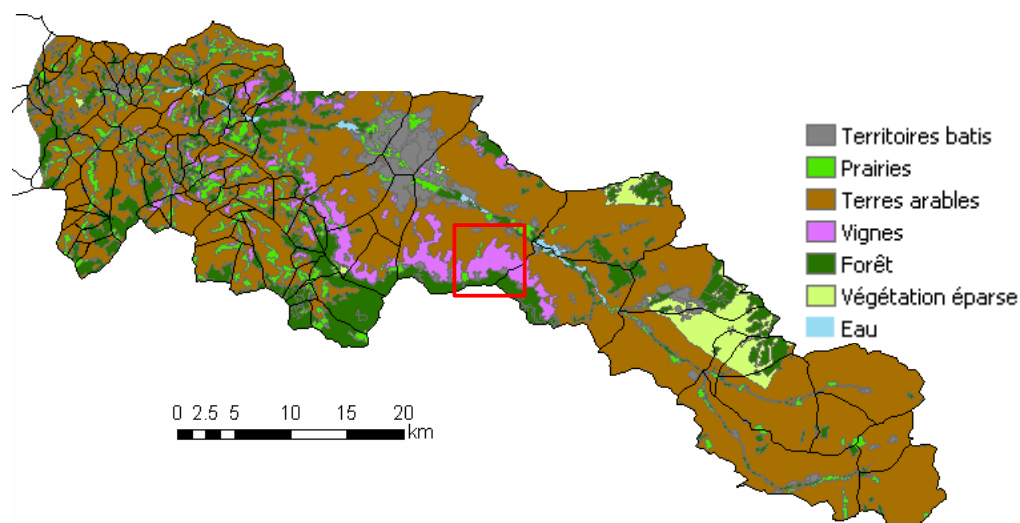 Territoires batis
Prairies
Terres arables
Vignes
Forêt
Végétation éparse
Eau
0 2.5 5 10 15 20
km